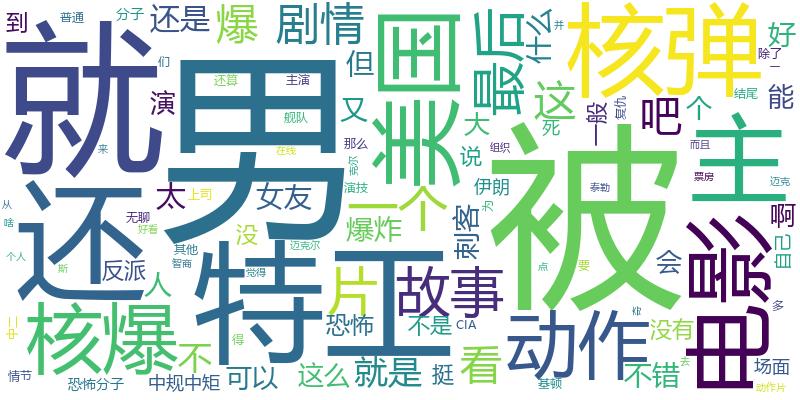 到
普通
分子
还是
爆
剧情
但
美国
最后
什么
并
核弹
好
除了
一
就
们
还算
主演
男
演
舰队
又
那么
来
在线
这
大
死
一般
复仇
吧
个
能
结尾
组织
说
而且
主
票房
迈克
还
从
啥
太
上司
女友
演技
伊朗
为
泰勒
被
无聊
好看
没
一个
爆炸
刺客
电影
啊
自己
个人
其他
智商
迈克尔
反派
斯
觉得
特工
片
故事
点
要
会
多
人
核爆
不
得
恐怖
不是
CIA
动作
没有
去
中二
情节
恐怖分子
中规中矩
可以
这么
就是
挺
看
基顿
不错
场面
动作片